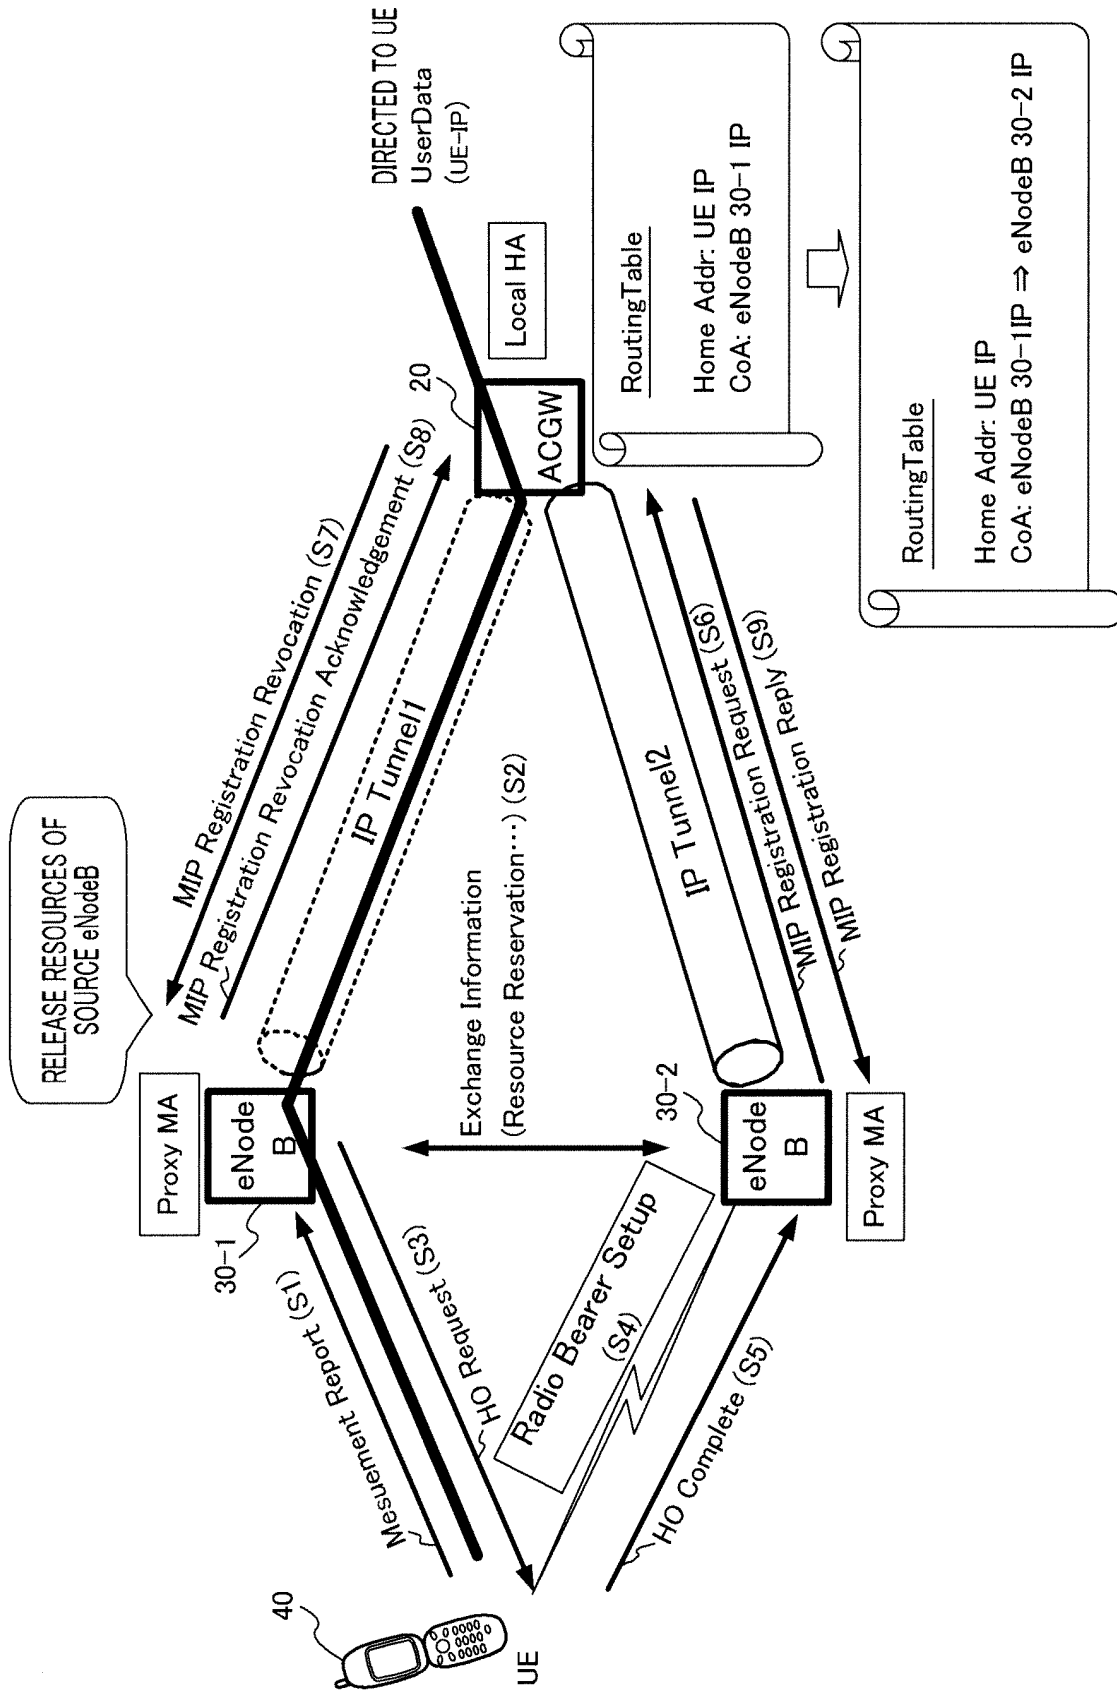 RELEASE RESOURCES OF
SOURCE eNodeB
MIP Registration Revocation (S7)
MIP Registration Revocation Acknowledgement (S8)
DIRECTED TO UE
UserData
(UE-IP)
Proxy MA
eNode
B
30-1
IP Tunnel1
20
ACGW
Local HA
Mesuement Report (S1)
HO Request (S3)
40
UE
Exchange Information
(Resource Reservation⋯) (S2)
Radio Bearer Setup
(S4)
HO Complete (S5)
30-2
eNode
B
Proxy MA
IP Tunnel2
MIP Registration Request (S6)
MIP Registration Reply (S9)
RoutingTable
Home Addr: UE IP
CoA: eNodeB 30-1 IP
RoutingTable
Home Addr: UE IP
CoA: eNodeB 30-1IP ⇒ eNodeB 30-2 IP